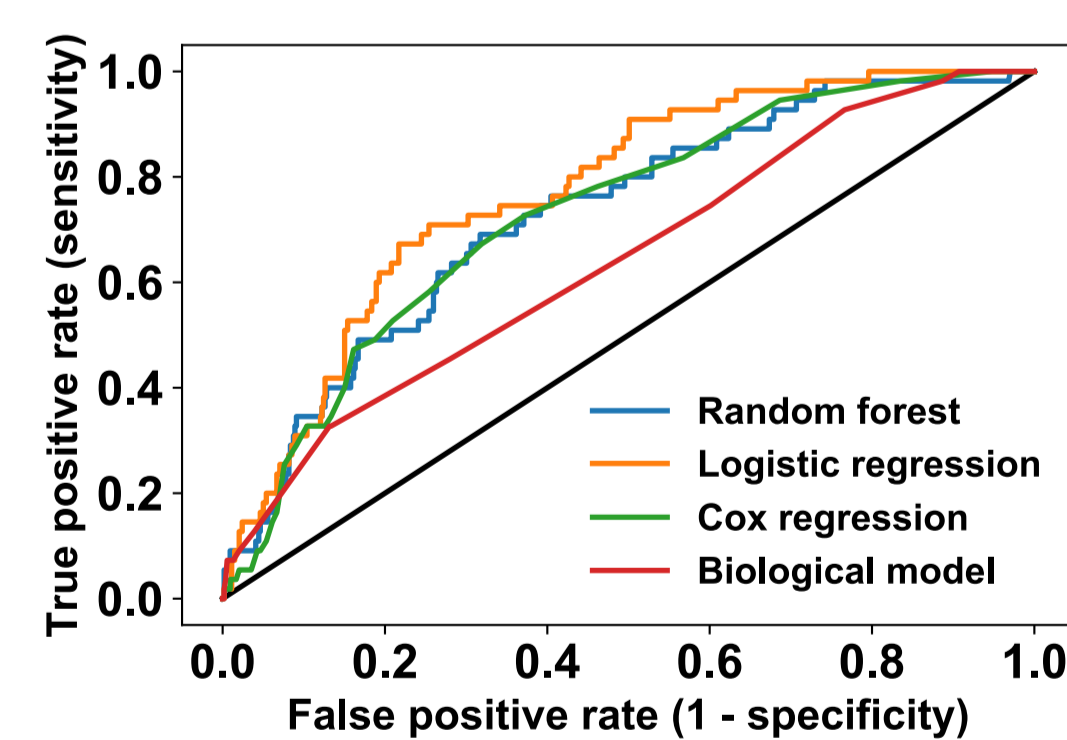 True positive rate (sensitivity)
1.0
0.8
0.6
0.4
0.2
0.0
Random forest
Logistic regression
Cox regression
Biological model
0.0 0.2 0.4 0.6 0.8 1.0
False positive rate (1 - specificity)